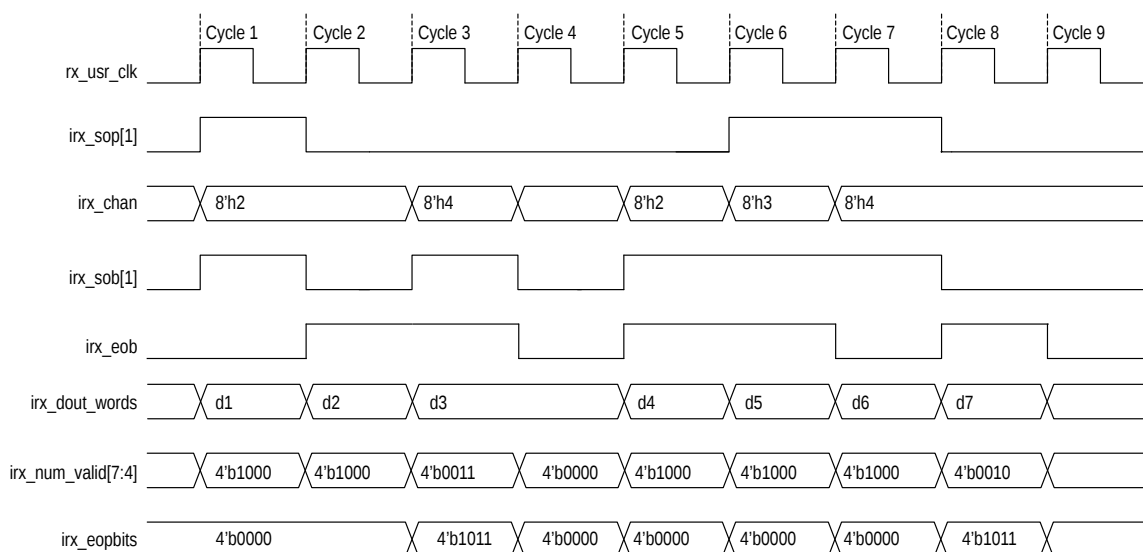 Cycle 1 Cycle 2 Cycle 3 Cycle 4 Cycle 5 Cycle 6 Cycle 7 Cycle 8 Cycle 9
rx_usr_clk
irx_sop[1]
irx_chan 8'h2 8'h4 8'h2 8'h3 8'h4
irx_sob[1]
irx_eob
irx_dout_words d1 d2 d3 d4 d5 d6 d7
irx_num_valid[7:4] 4'b1000 4'b1000 4'b0011 4'b0000 4'b1000 4'b1000 4'b1000 4'b0010
irx_eopbits 4'b0000 4'b1011 4'b0000 4'b0000 4'b0000 4'b0000 4'b1011